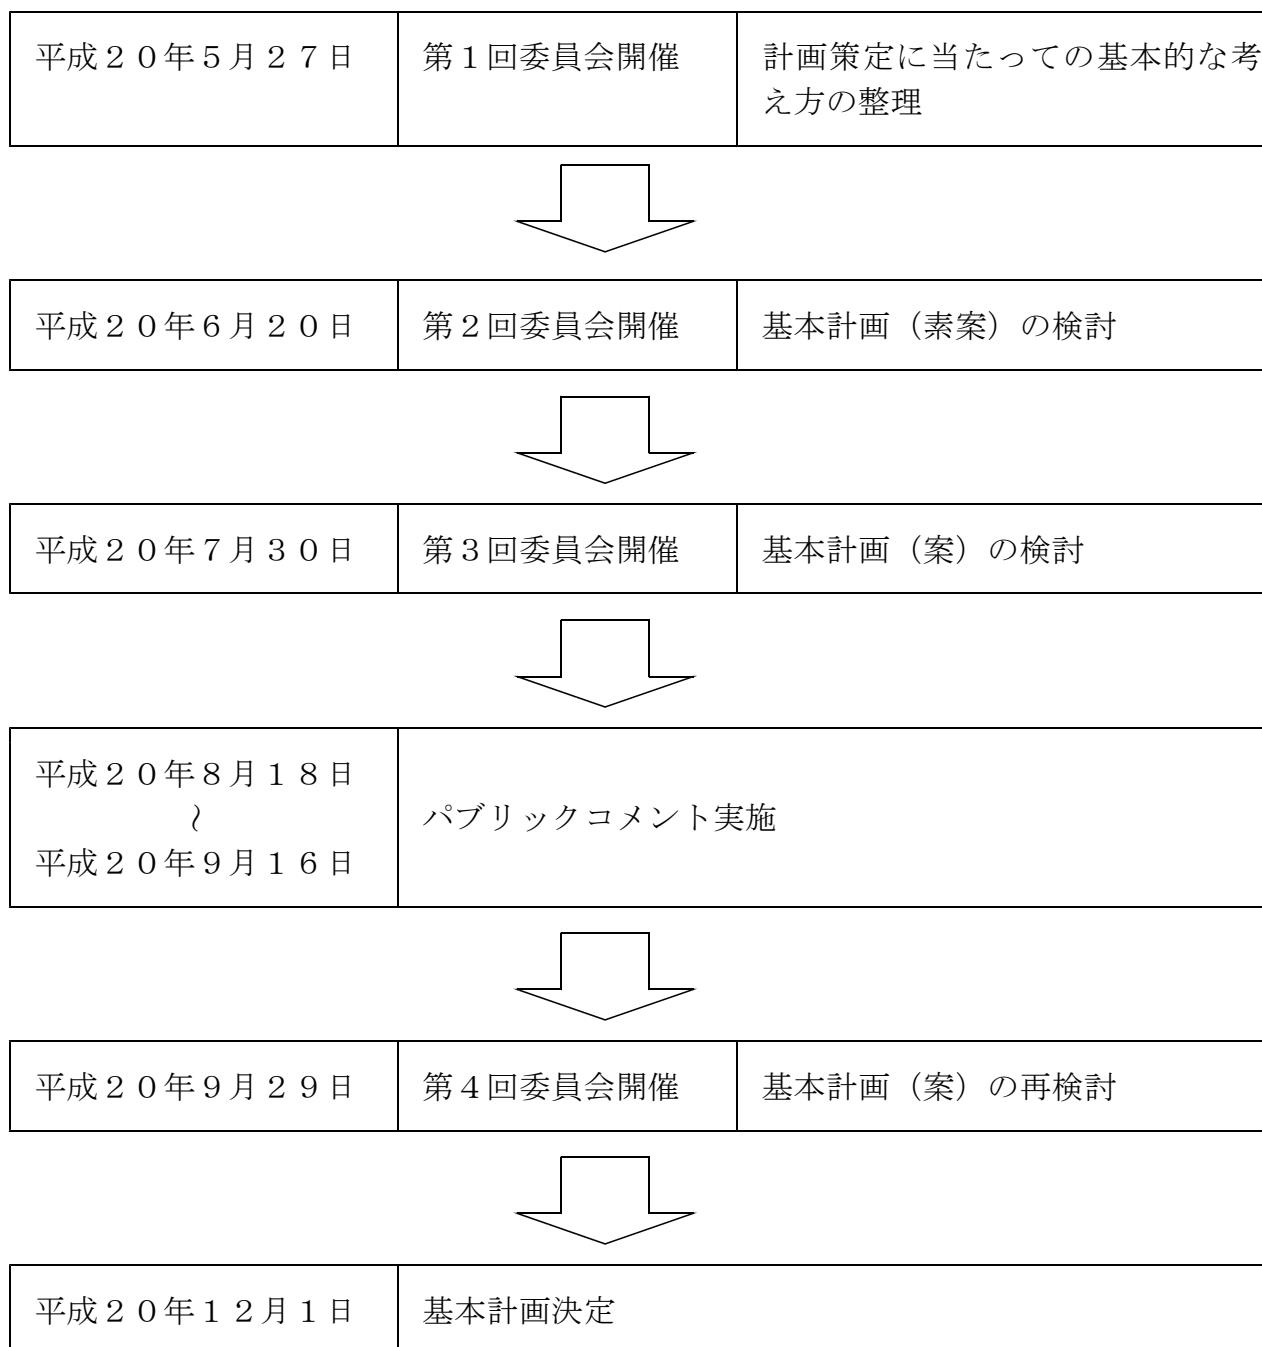 平成２０年５月２７日
第１回委員会開催
計画策定に当たっての基本的な考
え方の整理
平成２０年６月２０日
第２回委員会開催
基本計画（素案）の検討
平成２０年７月３０日
第３回委員会開催
基本計画（案）の検討
平成２０年８月１８日
～
平成２０年９月１６日
パブリックコメント実施
平成２０年９月２９日
第４回委員会開催
基本計画（案）の再検討
平成２０年１２月１日
基本計画決定